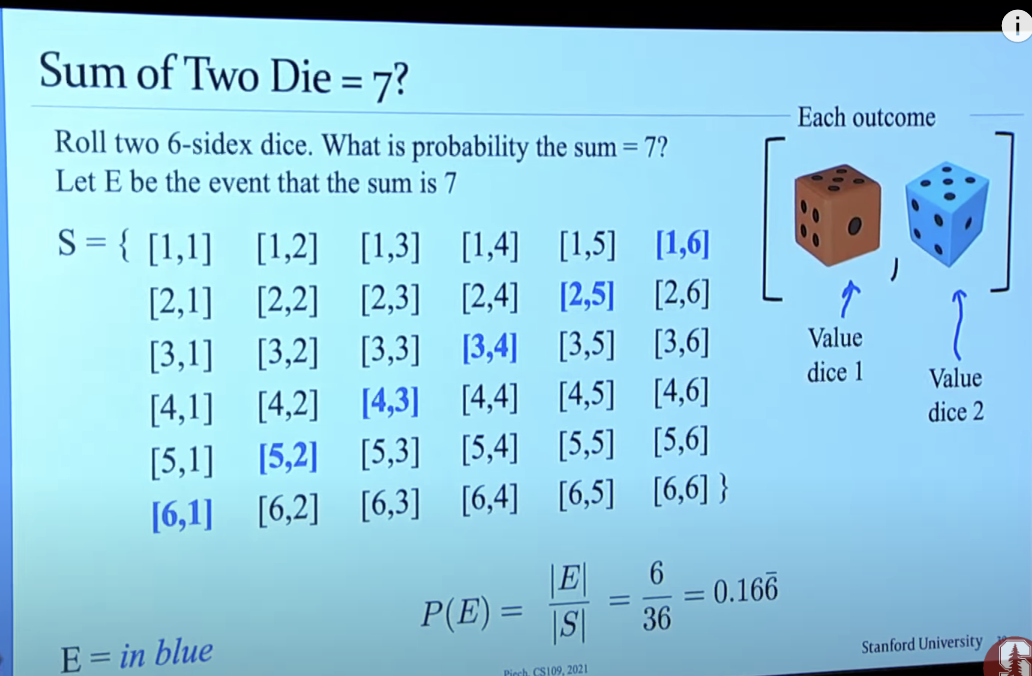 Sum of Two Die = 7?
Roll two 6-sidex dice. What is probability the sum = 7?
Let E be the event that the sum is 7
Each outcome
S = { [1,1] [1,2] [1,3] [1,4] [1,5] [1,6]
[2,1] [2,2] [2,3] [2,4] [2,5] [2,6]
[3,1] [3,2] [3,3] [3,4] [3,5] [3,6]
[4,1] [4,2] [4,3] [4,4] [4,5] [4,6]
[5,1] [5,2] [5,3] [5,4] [5,5] [5,6]
[6,1] [6,2] [6,3] [6,4] [6,5] [6,6] }
[ , ]
Value
dice 1
Value
dice 2
P(E) = |E| / |S| = 6 / 36 = 0.166̅
E = in blue
Piech, CS109, 2021
Stanford University
S
i